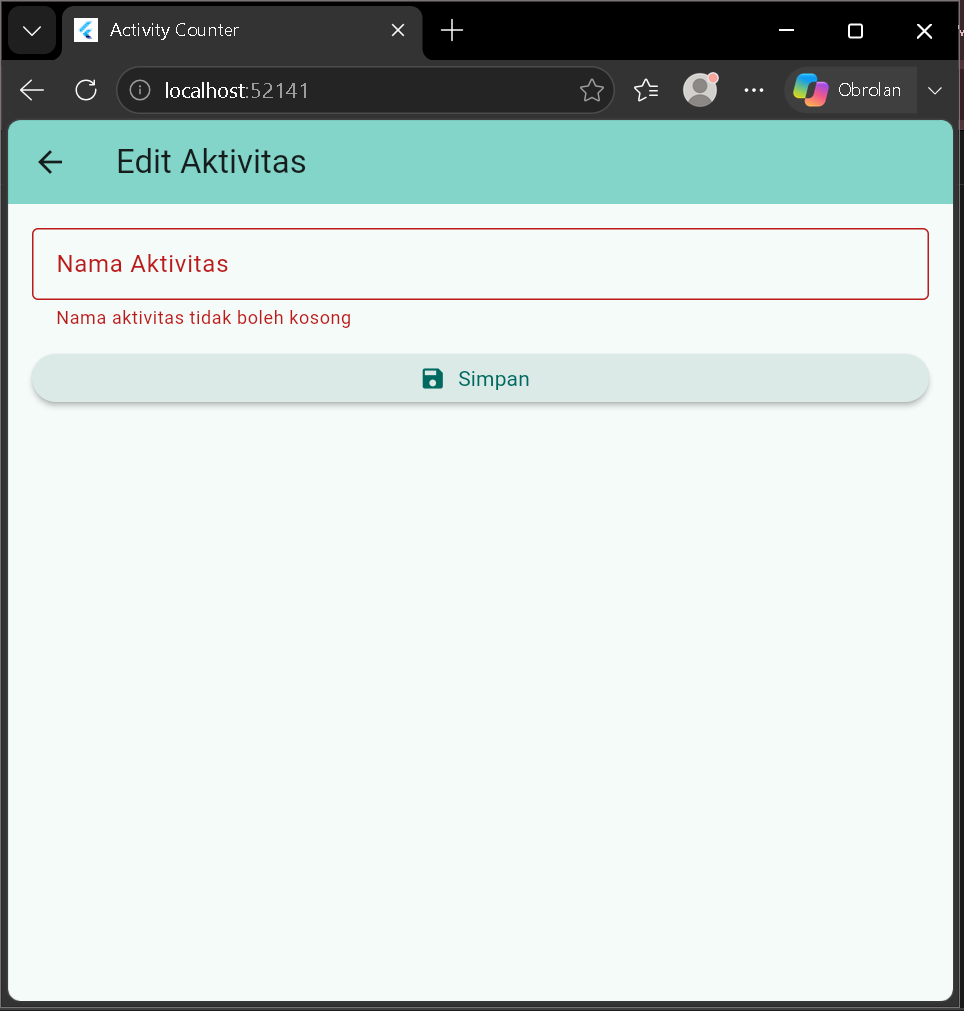 Activity Counter
localhost:52141
Obrolan
Edit Aktivitas
Nama Aktivitas
Nama aktivitas tidak boleh kosong
Simpan